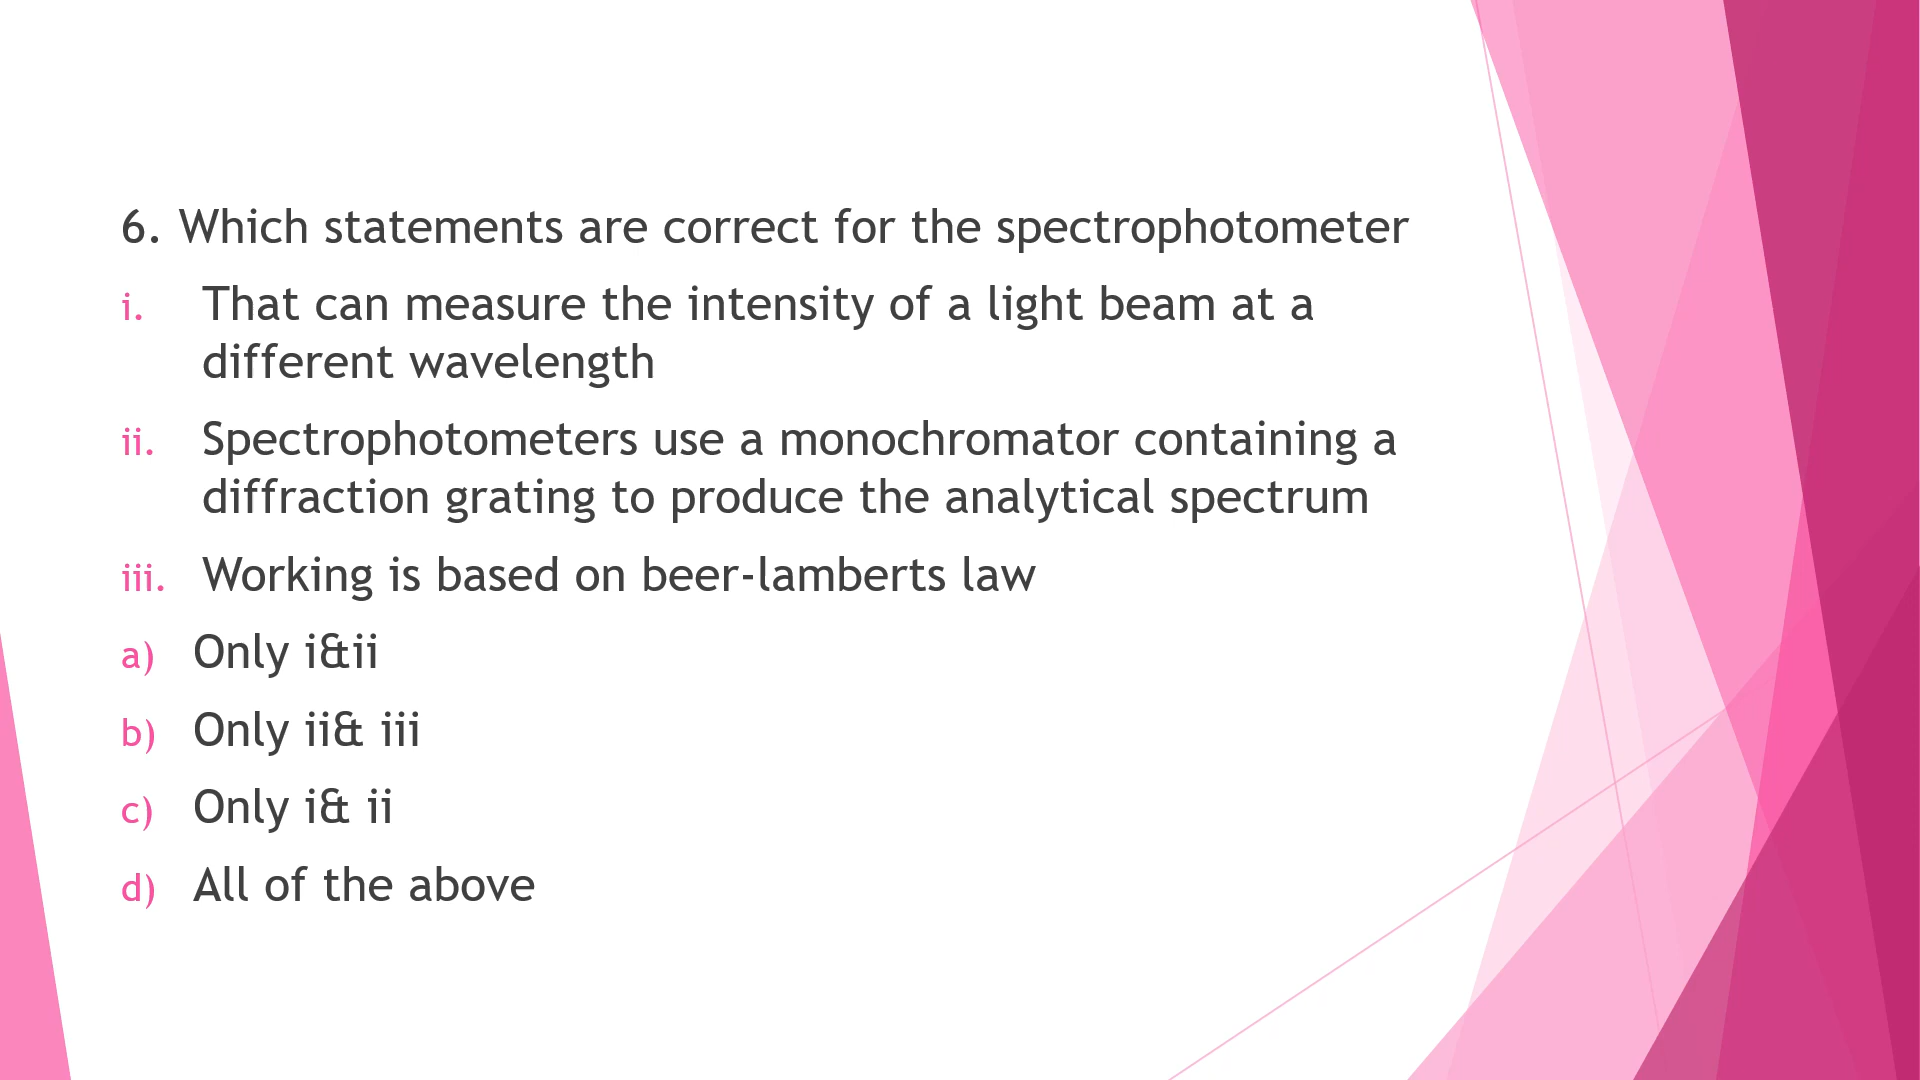 6. Which statements are correct for the spectrophotometer
i. That can measure the intensity of a light beam at a
different wavelength
ii. Spectrophotometers use a monochromator containing a
diffraction grating to produce the analytical spectrum
iii. Working is based on beer-lamberts law
a) Only i&ii
b) Only ii& iii
c) Only i& ii
d) All of the above